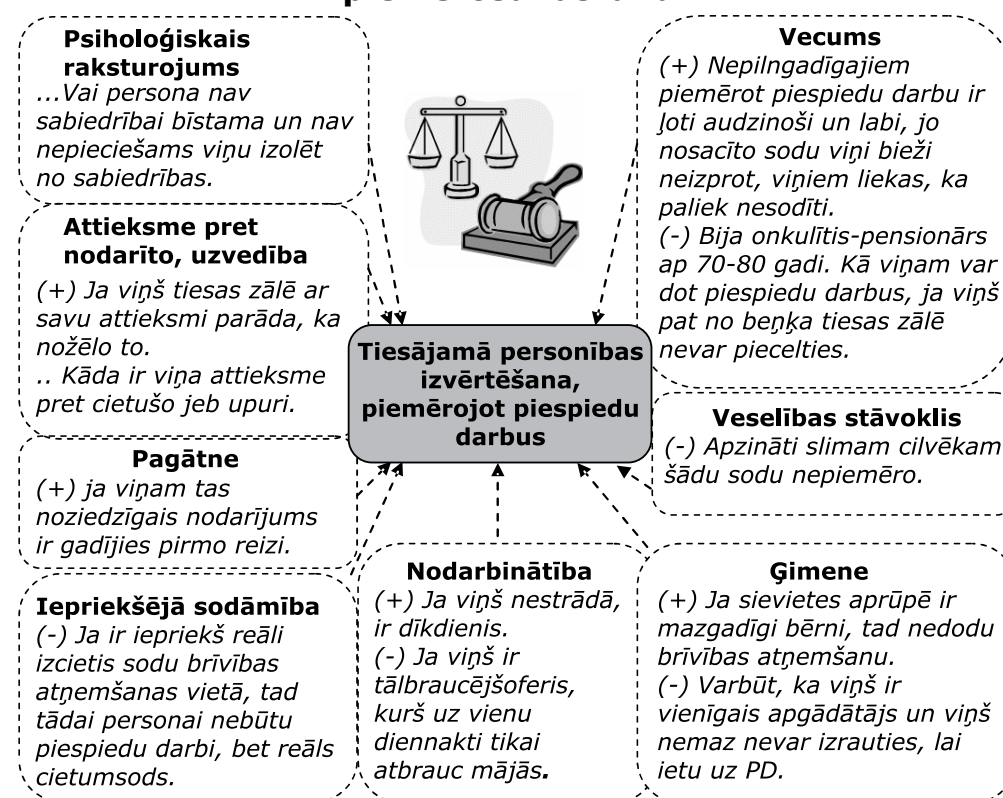 Psiholoģiskais
raksturojums
...Vai persona nav
sabiedrībai bīstama un nav
nepieciešams viņu izolēt
no sabiedrības.
Attieksme pret
nodarīto, uzvedība
(+) Ja viņš tiesas zālē ar
savu attieksmi parāda, ka
nožēlo to.
.. Kāda ir viņa attieksme
pret cietušo jeb upuri.
Pagātne
(+) ja viņam tas
noziedzīgais nodarījums
ir gadījies pirmo reizi.
Iepriekšējā sodāmība
(-) Ja ir iepriekš reāli
izcietis sodu brīvības
atņemšanas vietā, tad
tādai personai nebūtu
piespiedu darbi, bet reāls
cietumsods.
Tiesājamā personības
izvērtēšana,
piemērojot piespiedu
darbus
Nodarbinātība
(+) Ja viņš nestrādā,
ir dīkdienis.
(-) Ja viņš ir
tālbraucējšoferis,
kurš uz vienu
diennakti tikai
atbrauc mājās.
Vecums
(+) Nepilngadīgajiem
piemērot piespiedu darbu ir
ļoti audzinoši un labi, jo
nosacīto sodu viņi bieži
neizprot, viņiem liekas, ka
paliek nesodīti.
(-) Bija onkulītis-pensionārs
ap 70-80 gadi. Kā viņam var
dot piespiedu darbus, ja viņš
pat no beņķa tiesas zālē
nevar piecelties.
Veselības stāvoklis
(-) Apzināti slimam cilvēkam
šādu sodu nepiemēro.
Ģimene
(+) Ja sievietes aprūpē ir
mazgadīgi bērni, tad nedodu
brīvības atņemšanu.
(-) Varbūt, ka viņš ir
vienīgais apgādātājs un viņš
nemaz nevar izrauties, lai
ietu uz PD.